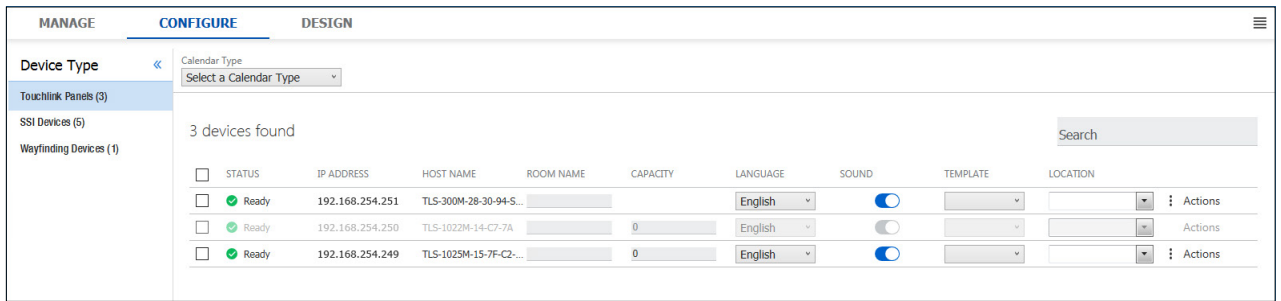 MANAGE CONFIGURE DESIGN
Device Type
Touchlink Panels (3)
SSI Devices (5)
Wayfinding Devices (1)
Calendar Type
Select a Calendar Type
3 devices found
Search
STATUS IP ADDRESS HOST NAME ROOM NAME CAPACITY LANGUAGE SOUND TEMPLATE LOCATION
Ready 192.168.254.251 TLS-300M-28-30-94-S... English Actions
Ready 192.168.254.250 TLS-1022M-14-C7-7A 0 English Actions
Ready 192.168.254.249 TLS-1025M-15-7F-C2-... 0 English Actions